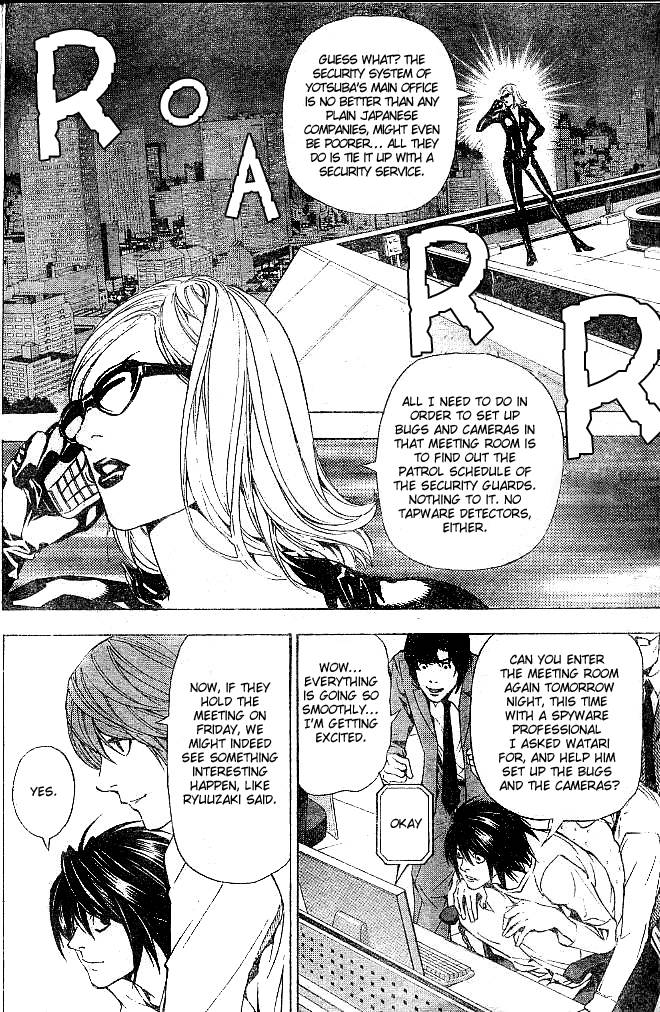 GUESS WHAT? THE
SECURITY SYSTEM OF
YOTSUBA'S MAIN OFFICE
IS NO BETTER THAN ANY
PLAIN JAPANESE
COMPANIES, MIGHT EVEN
BE POORER... ALL THEY
DO IS TIE IT UP WITH A
SECURITY SERVICE.
ROARR
ALL I NEED TO DO IN
ORDER TO SET UP
BUGS AND CAMERAS IN
THAT MEETING ROOM IS
TO FIND OUT THE
PATROL SCHEDULE OF
THE SECURITY GUARDS.
NOTHING TO IT. NO
TAPWARE DETECTORS,
EITHER.
CAN YOU ENTER
THE MEETING ROOM
AGAIN TOMORROW
NIGHT, THIS TIME
WITH A SPYWARE
PROFESSIONAL
I ASKED WATARI
FOR, AND HELP HIM
SET UP THE BUGS
AND THE CAMERAS?
OKAY
WOW...
EVERYTHING
IS GOING SO
SMOOTHLY...
I'M GETTING
EXCITED.
NOW, IF THEY
HOLD THE
MEETING ON
FRIDAY, WE
MIGHT INDEED
SEE SOMETHING
INTERESTING
HAPPEN, LIKE
RYUUZAKI SAID.
YES.